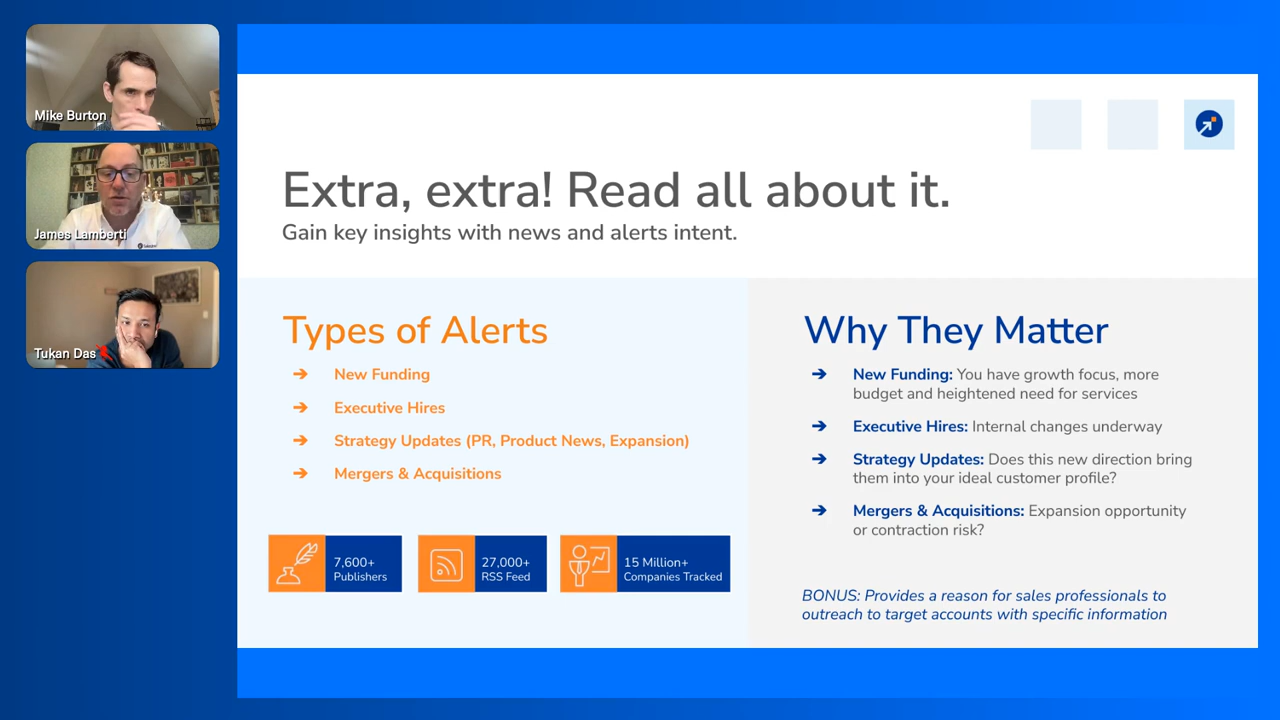 Mike Burton
James Lamberti
Tukan Das
Extra, extra! Read all about it.
Gain key insights with news and alerts intent.
Types of Alerts
➔ New Funding
➔ Executive Hires
➔ Strategy Updates (PR, Product News, Expansion)
➔ Mergers & Acquisitions
7,600+
Publishers
27,000+
RSS Feed
15 Million+
Companies Tracked
Why They Matter
➔ New Funding: You have growth focus, more
budget and heightened need for services
➔ Executive Hires: Internal changes underway
➔ Strategy Updates: Does this new direction bring
them into your ideal customer profile?
➔ Mergers & Acquisitions: Expansion opportunity
or contraction risk?
BONUS: Provides a reason for sales professionals to
outreach to target accounts with specific information